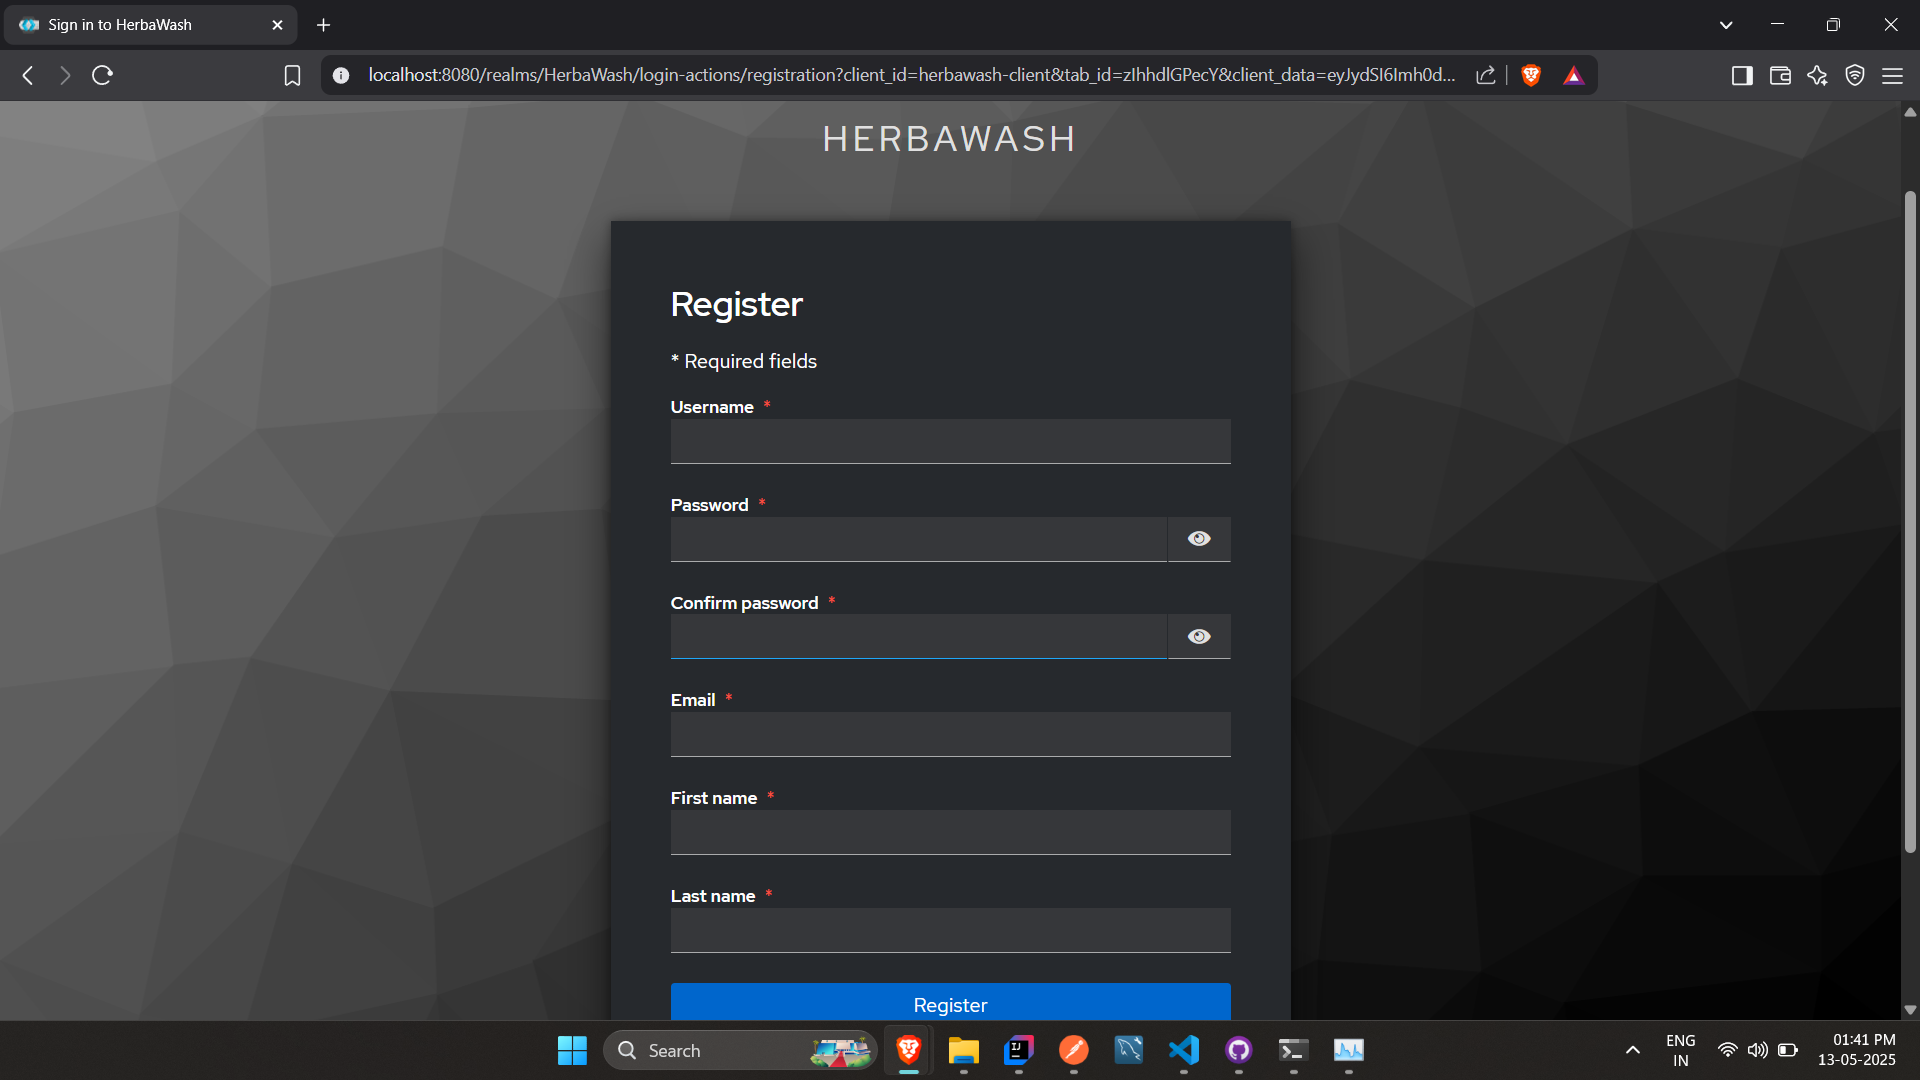 Sign in to HerbaWash
localhost:8080/realms/HerbaWash/login-actions/registration?client_id=herbawash-client&tab_id=zIhhdlGPecY&client_data=eyJydSI6Imh0d...
HERBAWASH
Register
* Required fields
Username *
Password *
Confirm password *
Email *
First name *
Last name *
Register
Search
IJ
ENG
IN
01:41 PM
13-05-2025